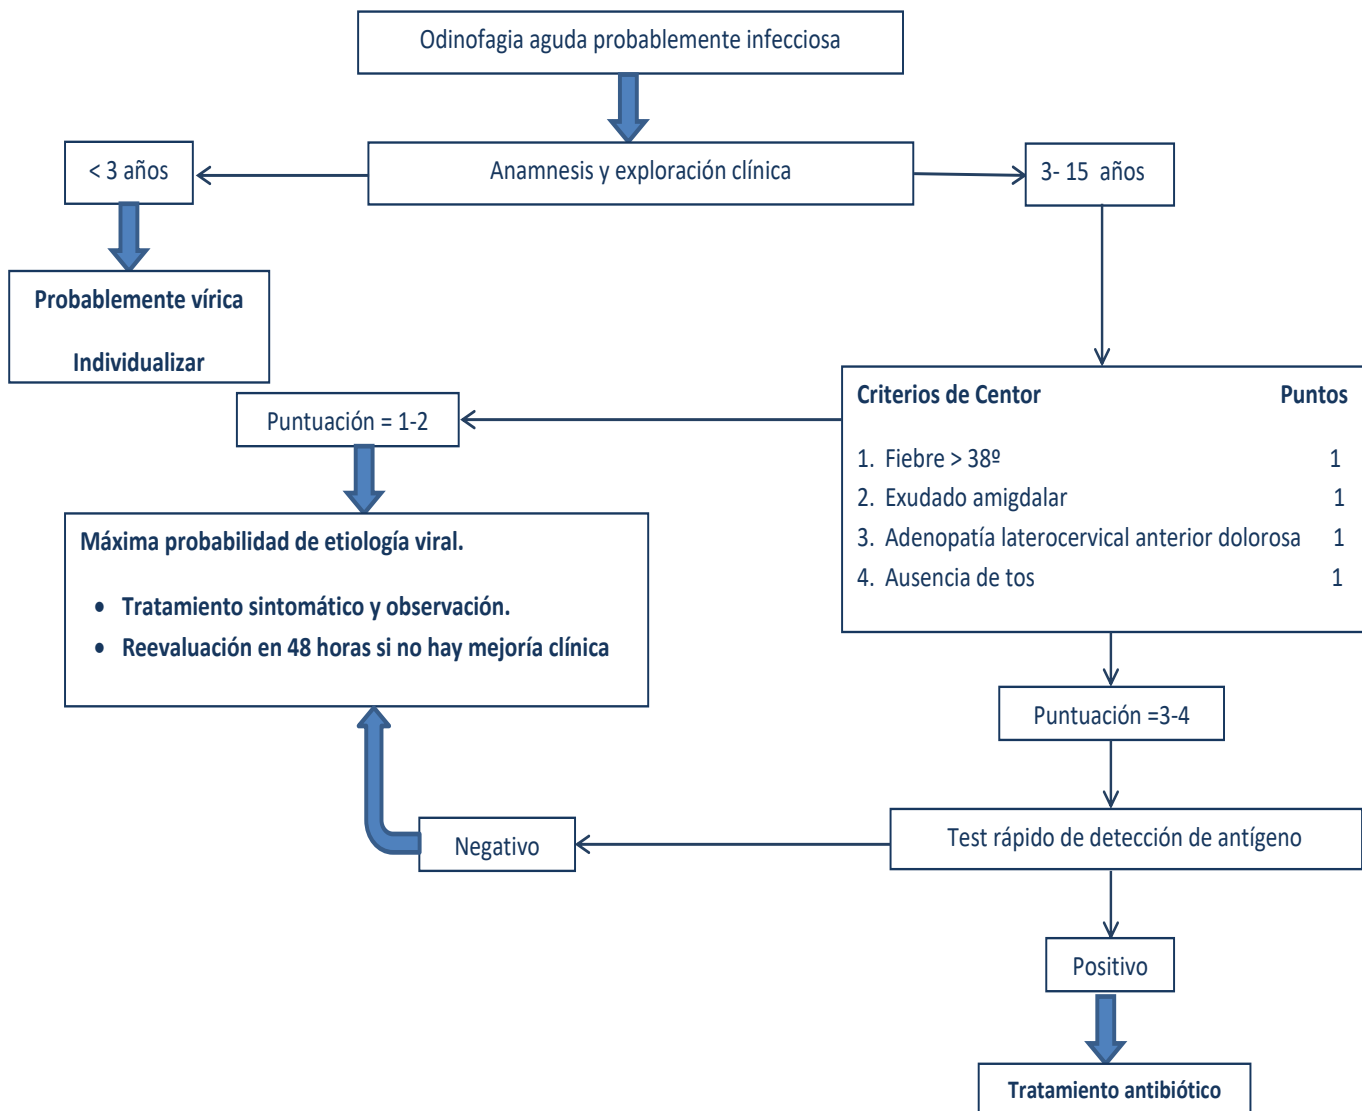 Odinofagia aguda probablemente infecciosa
< 3 años
Anamnesis y exploración clínica
3- 15  años
Probablemente vírica
Individualizar
Puntuación = 1-2
Criterios de Centor Puntos
1. Fiebre > 38º 1
2. Exudado amigdalar 1
3. Adenopatía laterocervical anterior dolorosa 1
4. Ausencia de tos 1
Máxima probabilidad de etiología viral.
• Tratamiento sintomático y observación.
• Reevaluación en 48 horas si no hay mejoría clínica
Puntuación =3-4
Test rápido de detección de antígeno
Negativo
Positivo
Tratamiento antibiótico